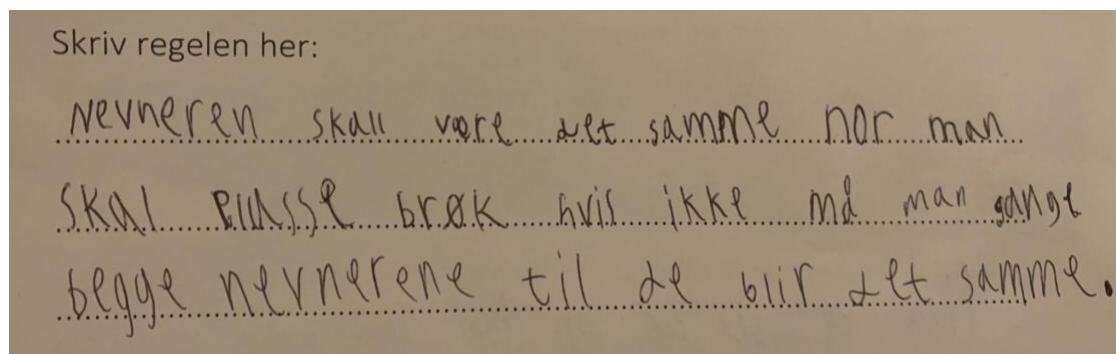 Skriv regelen her:
Nevneren skall være det samme nor man
skal plusse brøk hvis ikke må man gange
begge nevnerene til de blir det samme.